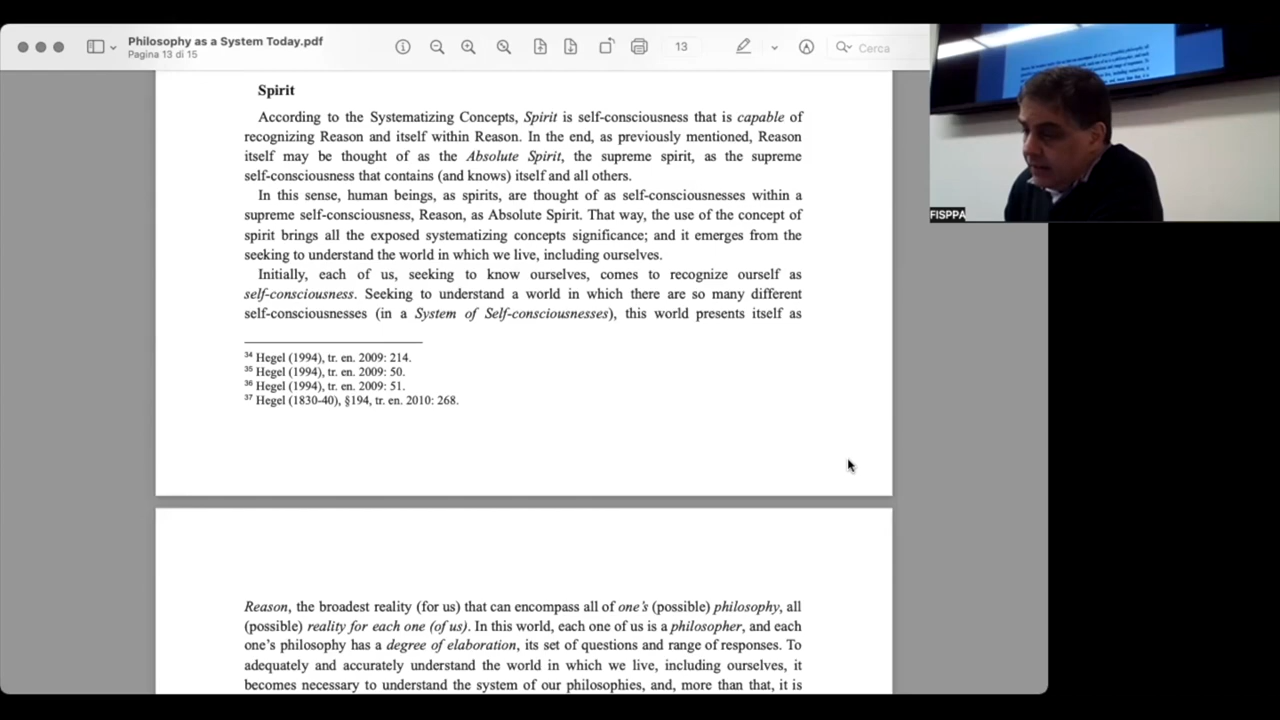 Philosophy as a System Today.pdf
Pagina 13 di 15
13
Cerca
FISPPA
Spirit
According to the Systematizing Concepts, Spirit is self-consciousness that is capable of
recognizing Reason and itself within Reason. In the end, as previously mentioned, Reason
itself may be thought of as the Absolute Spirit, the supreme spirit, as the supreme
self-consciousness that contains (and knows) itself and all others.
In this sense, human beings, as spirits, are thought of as self-consciousnesses within a
supreme self-consciousness, Reason, as Absolute Spirit. That way, the use of the concept of
spirit brings all the exposed systematizing concepts significance; and it emerges from the
seeking to understand the world in which we live, including ourselves.
Initially, each of us, seeking to know ourselves, comes to recognize ourself as
self-consciousness. Seeking to understand a world in which there are so many different
self-consciousnesses (in a System of Self-consciousnesses), this world presents itself as
34 Hegel (1994), tr. en. 2009: 214.
35 Hegel (1994), tr. en. 2009: 50.
36 Hegel (1994), tr. en. 2009: 51.
37 Hegel (1830-40), §194, tr. en. 2010: 268.
Reason, the broadest reality (for us) that can encompass all of one's (possible) philosophy, all
(possible) reality for each one (of us). In this world, each one of us is a philosopher, and each
one's philosophy has a degree of elaboration, its set of questions and range of responses. To
adequately and accurately understand the world in which we live, including ourselves, it
becomes necessary to understand the system of our philosophies, and, more than that, it is